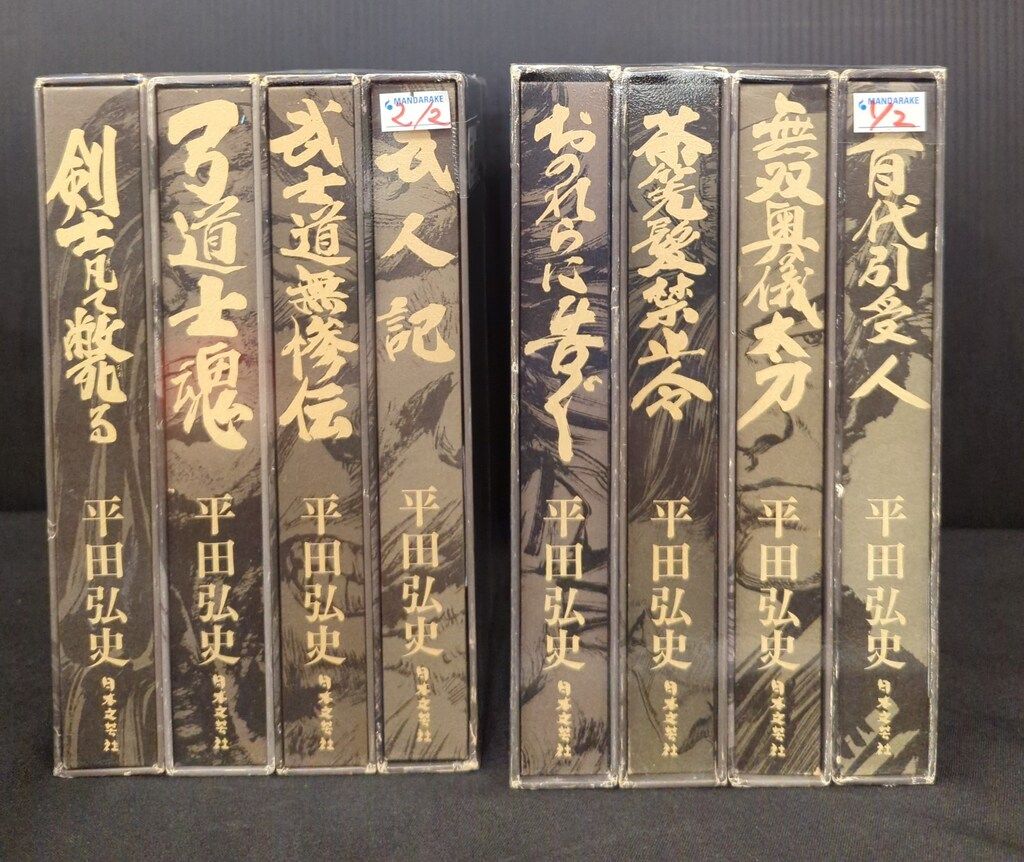 MANDARAKE
1/2
首代引受人
平田弘史
日本文芸社
無双奥儀太刀
平田弘史
日本文芸社
茶筅髪禁止令
平田弘史
日本文芸社
おのれらに告ぐ
平田弘史
日本文芸社
MANDARAKE
2/2
武人記
平田弘史
日本文芸社
武士道無惨伝
平田弘史
日本文芸社
弓道士魂
平田弘史
日本文芸社
剣士凡て斃る
平田弘史
日本文芸社